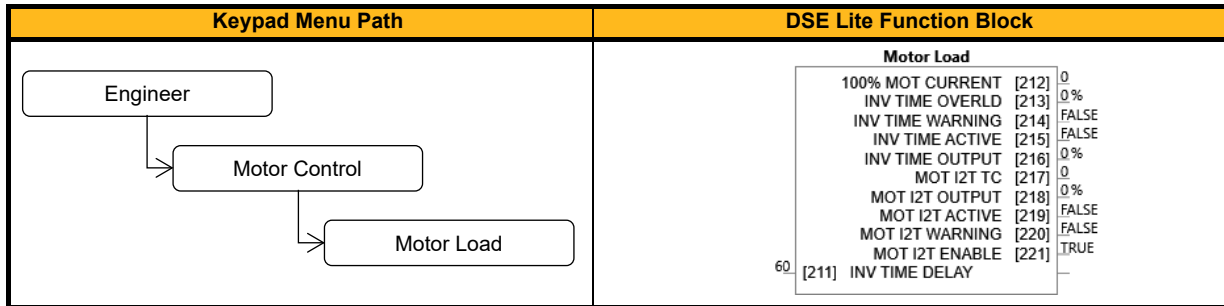 Keypad Menu Path
DSE Lite Function Block
Engineer
Motor Control
Motor Load
Motor Load
100% MOT CURRENT [212] 0
INV TIME OVERLD [213] 0 %
INV TIME WARNING [214] FALSE
INV TIME ACTIVE [215] FALSE
INV TIME OUTPUT [216] 0 %
MOT I2T TC [217] 0
MOT I2T OUTPUT [218] 0 %
MOT I2T ACTIVE [219] FALSE
MOT I2T WARNING [220] FALSE
MOT I2T ENABLE [221] TRUE
60 [211] INV TIME DELAY